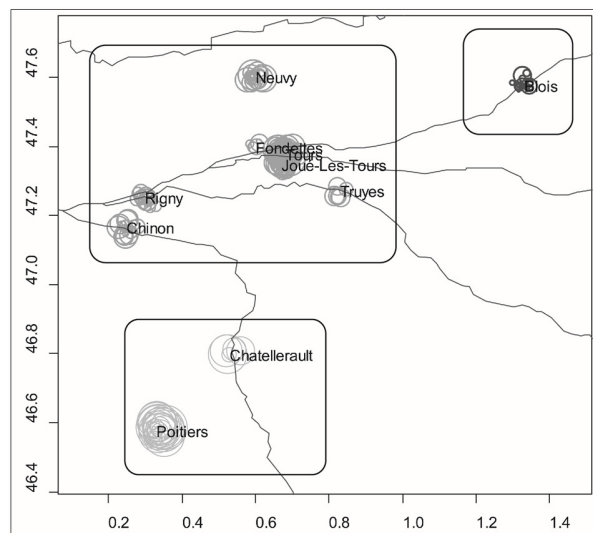 47.6
47.4
47.2
47.0
46.8
46.6
46.4
Neuvy
Blois
Fondettes
Tours
Joué-Les-Tours
Truyes
Rigny
Chinon
Chatellerault
Poitiers
0.2 0.4 0.6 0.8 1.0 1.2 1.4